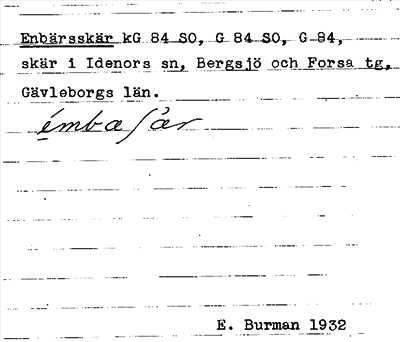 Enbärsskär kG 84 SO, G 84 SO, G 84,
skär i Idenors sn, Bergsjö och Forsa tg,
Gävleborgs län.
E. Burman 1932